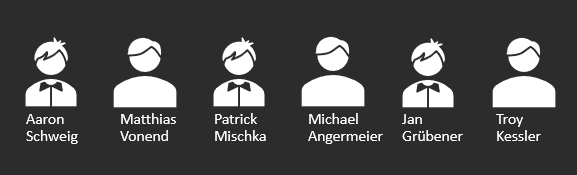 Aaron
Schweig
Matthias
Vonend
Patrick
Mischka
Michael
Angermeier
Jan
Grübener
Troy
Kessler